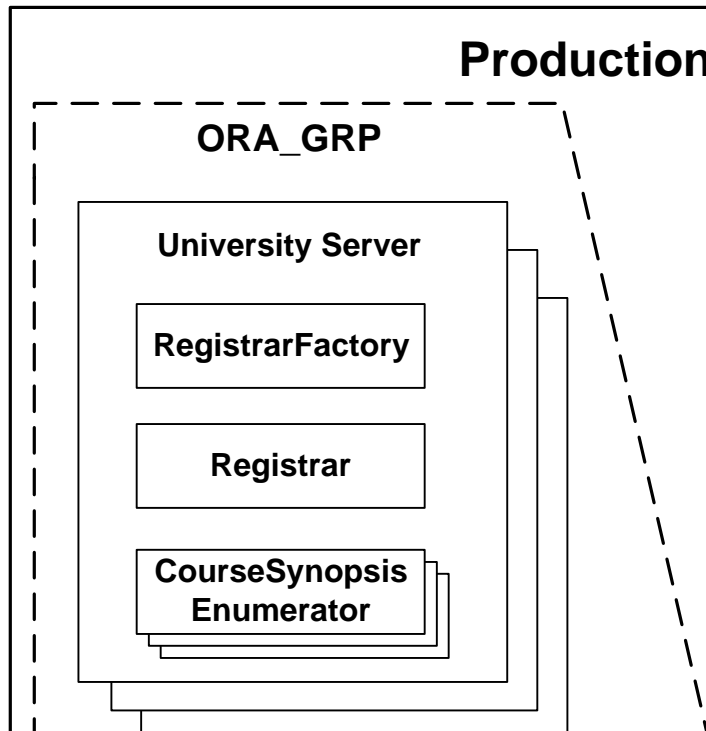 Production
ORA_GRP
University Server
RegistrarFactory
Registrar
CourseSynopsis
Enumerator